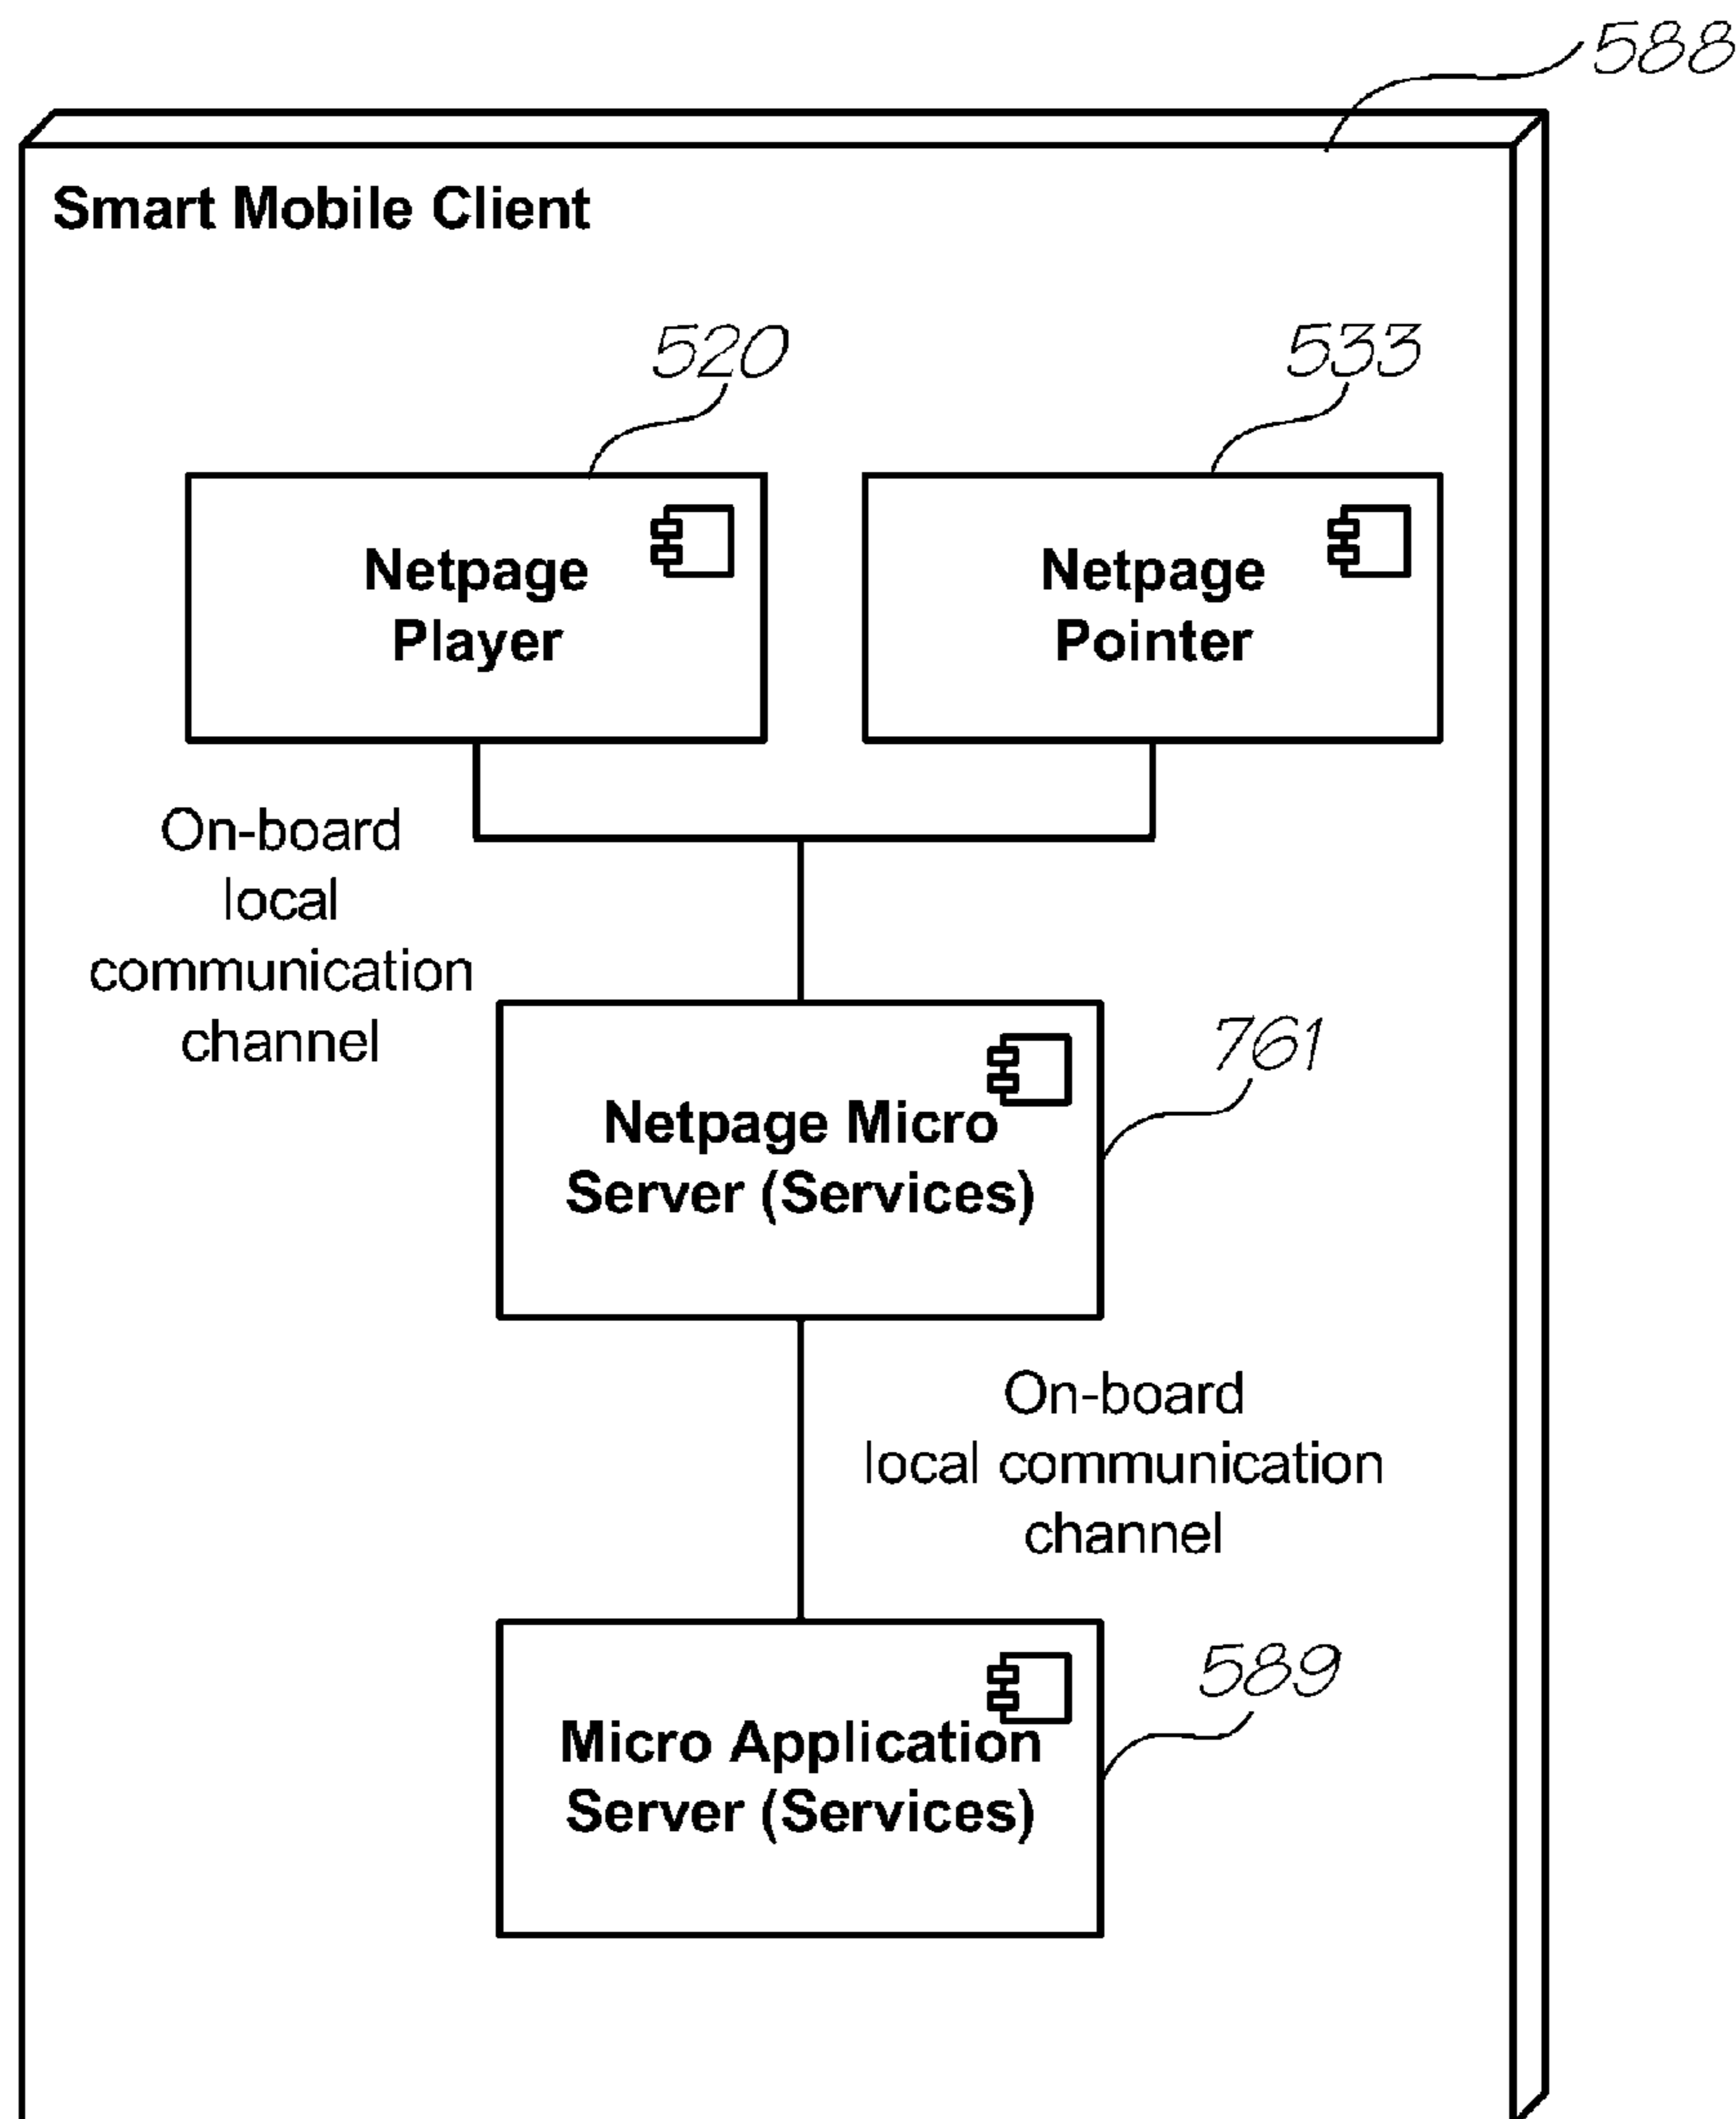 588
Smart Mobile Client
520
533
Netpage
Player
Netpage
Pointer
On-board
local
communication
channel
761
Netpage Micro
Server (Services)
On-board
local communication
channel
589
Micro Application
Server (Services)